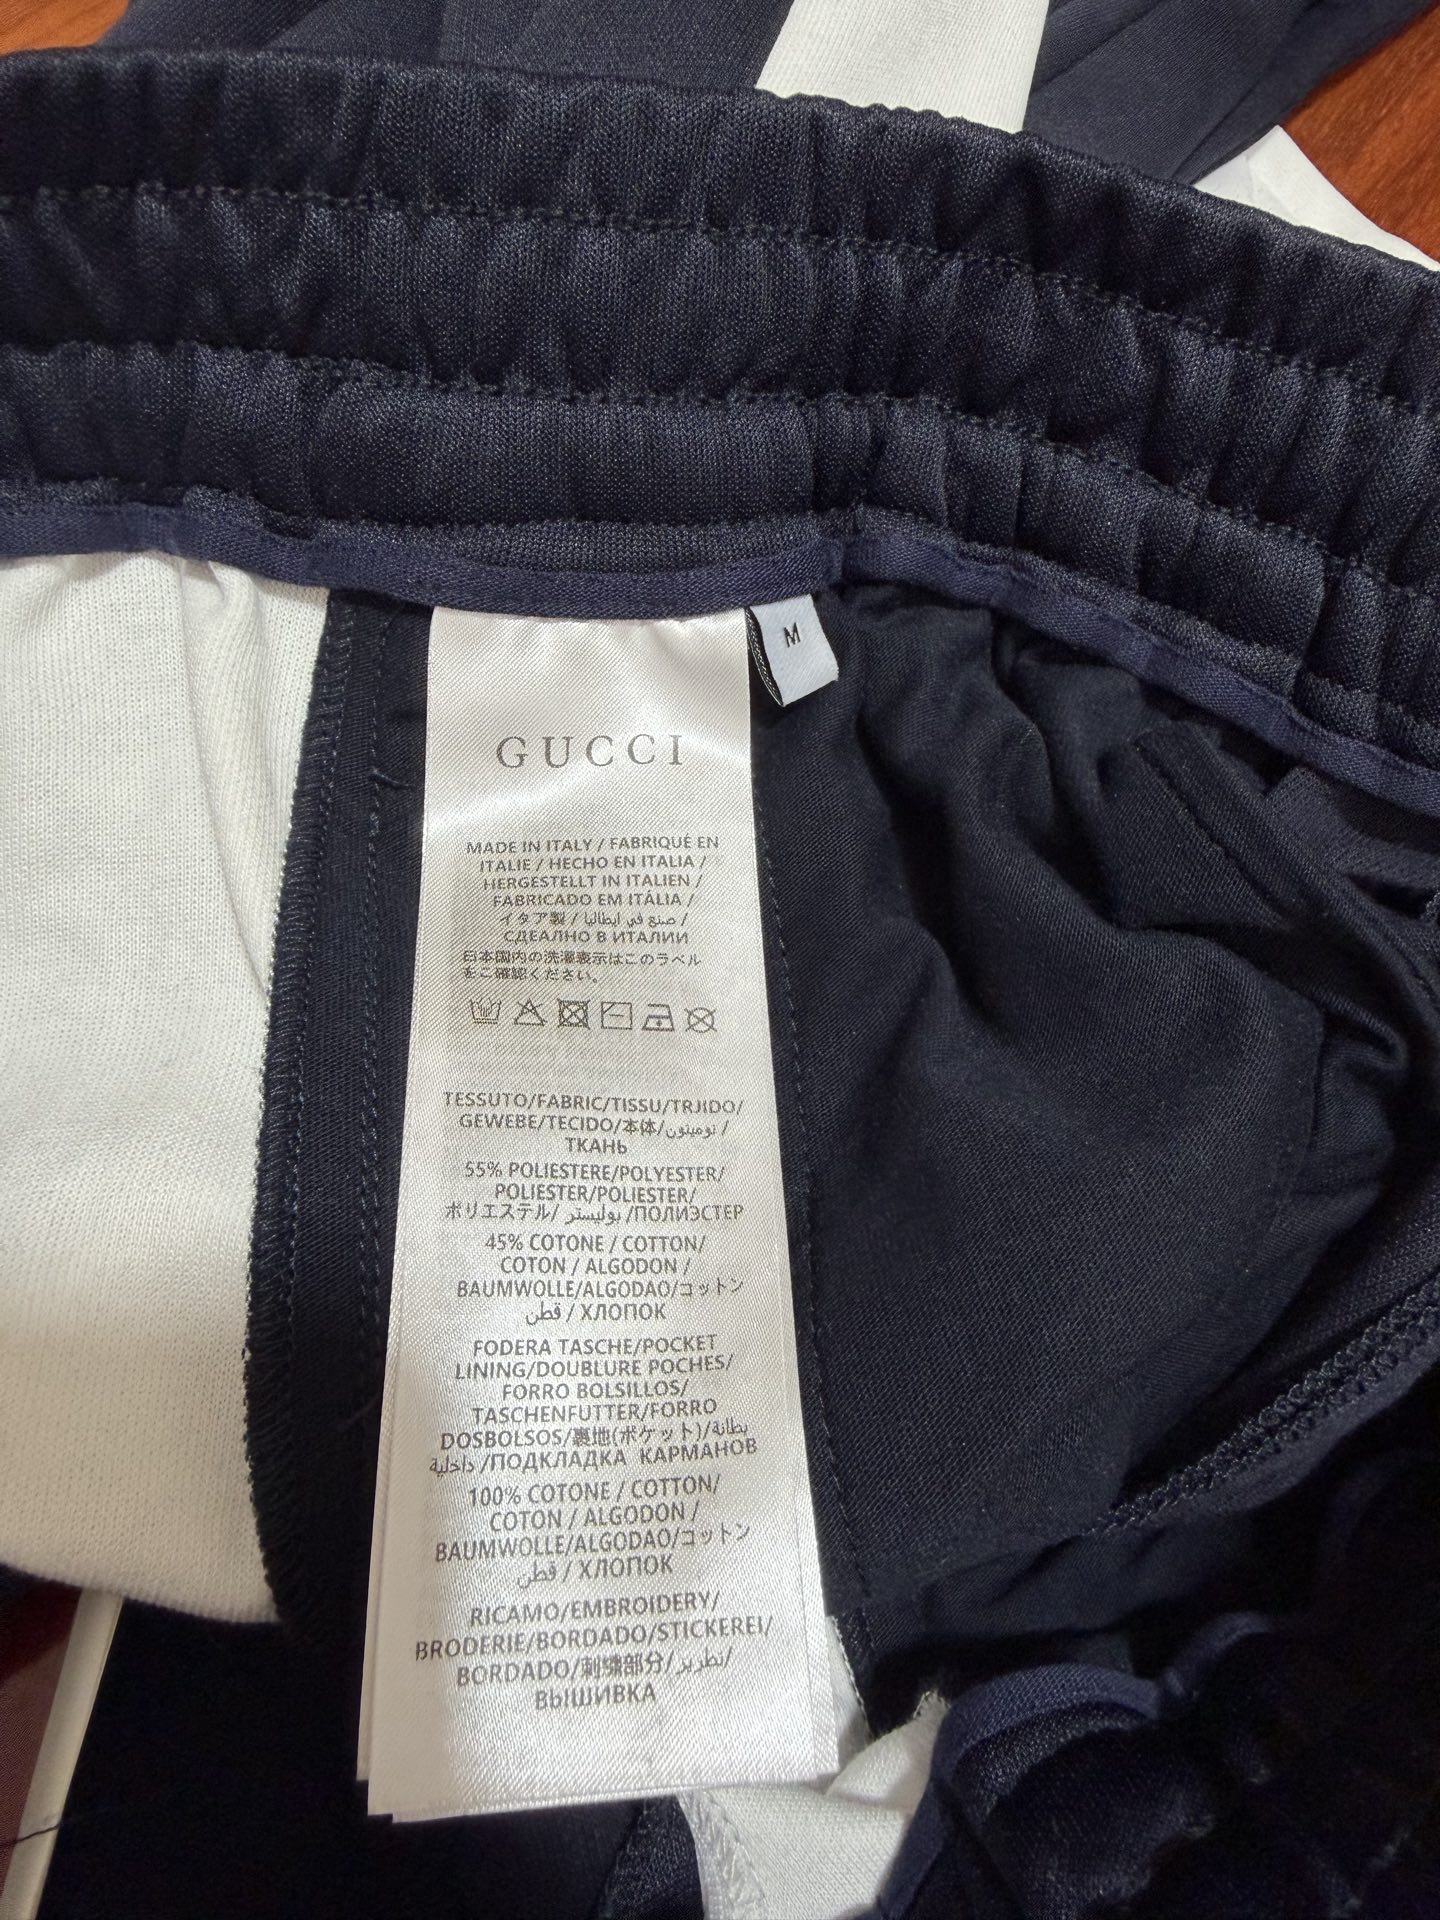 M
GUCCI
MADE IN ITALY / FABRIQUÉ EN
ITALIE / HECHO EN ITALIA /
HERGESTELLT IN ITALIEN /
FABRICADO EM ITÁLIA /
イタア製 / صنع في ايطاليا /
СДЕАЛНО В ИТАЛИИ
日本国内の洗濯表示はこのラベル
をご確認ください。
TESSUTO/FABRIC/TISSU/TRJIDO/
GEWEBE/TECIDO/本体/نوميتون /
ТКАНЬ
55% POLIESTERE/POLYESTER/
POLIESTER/POLIESTER/
ポリエステル/ بوليستر /ПОЛИЭСТЕР
45% COTONE / COTTON/
COTON / ALGODON /
BAUMWOLLE/ALGODAO/コットン
قطن / ХЛОПОК
FODERA TASCHE/POCKET
LINING/DOUBLURE POCHES/
FORRO BOLSILLOS/
TASCHENFUTTER/FORRO
DOSBOLSOS/裏地(ポケット)/بطانة
داخلية /ПОДКЛАДКА КАРМАНОВ
100% COTONE / COTTON/
COTON / ALGODON /
BAUMWOLLE/ALGODAO/コットン
قطن / ХЛОПОК
RICAMO/EMBROIDERY/
BRODERIE/BORDADO/STICKEREI/
BORDADO/刺繍部分/تطريز/
ВЫШИВКА